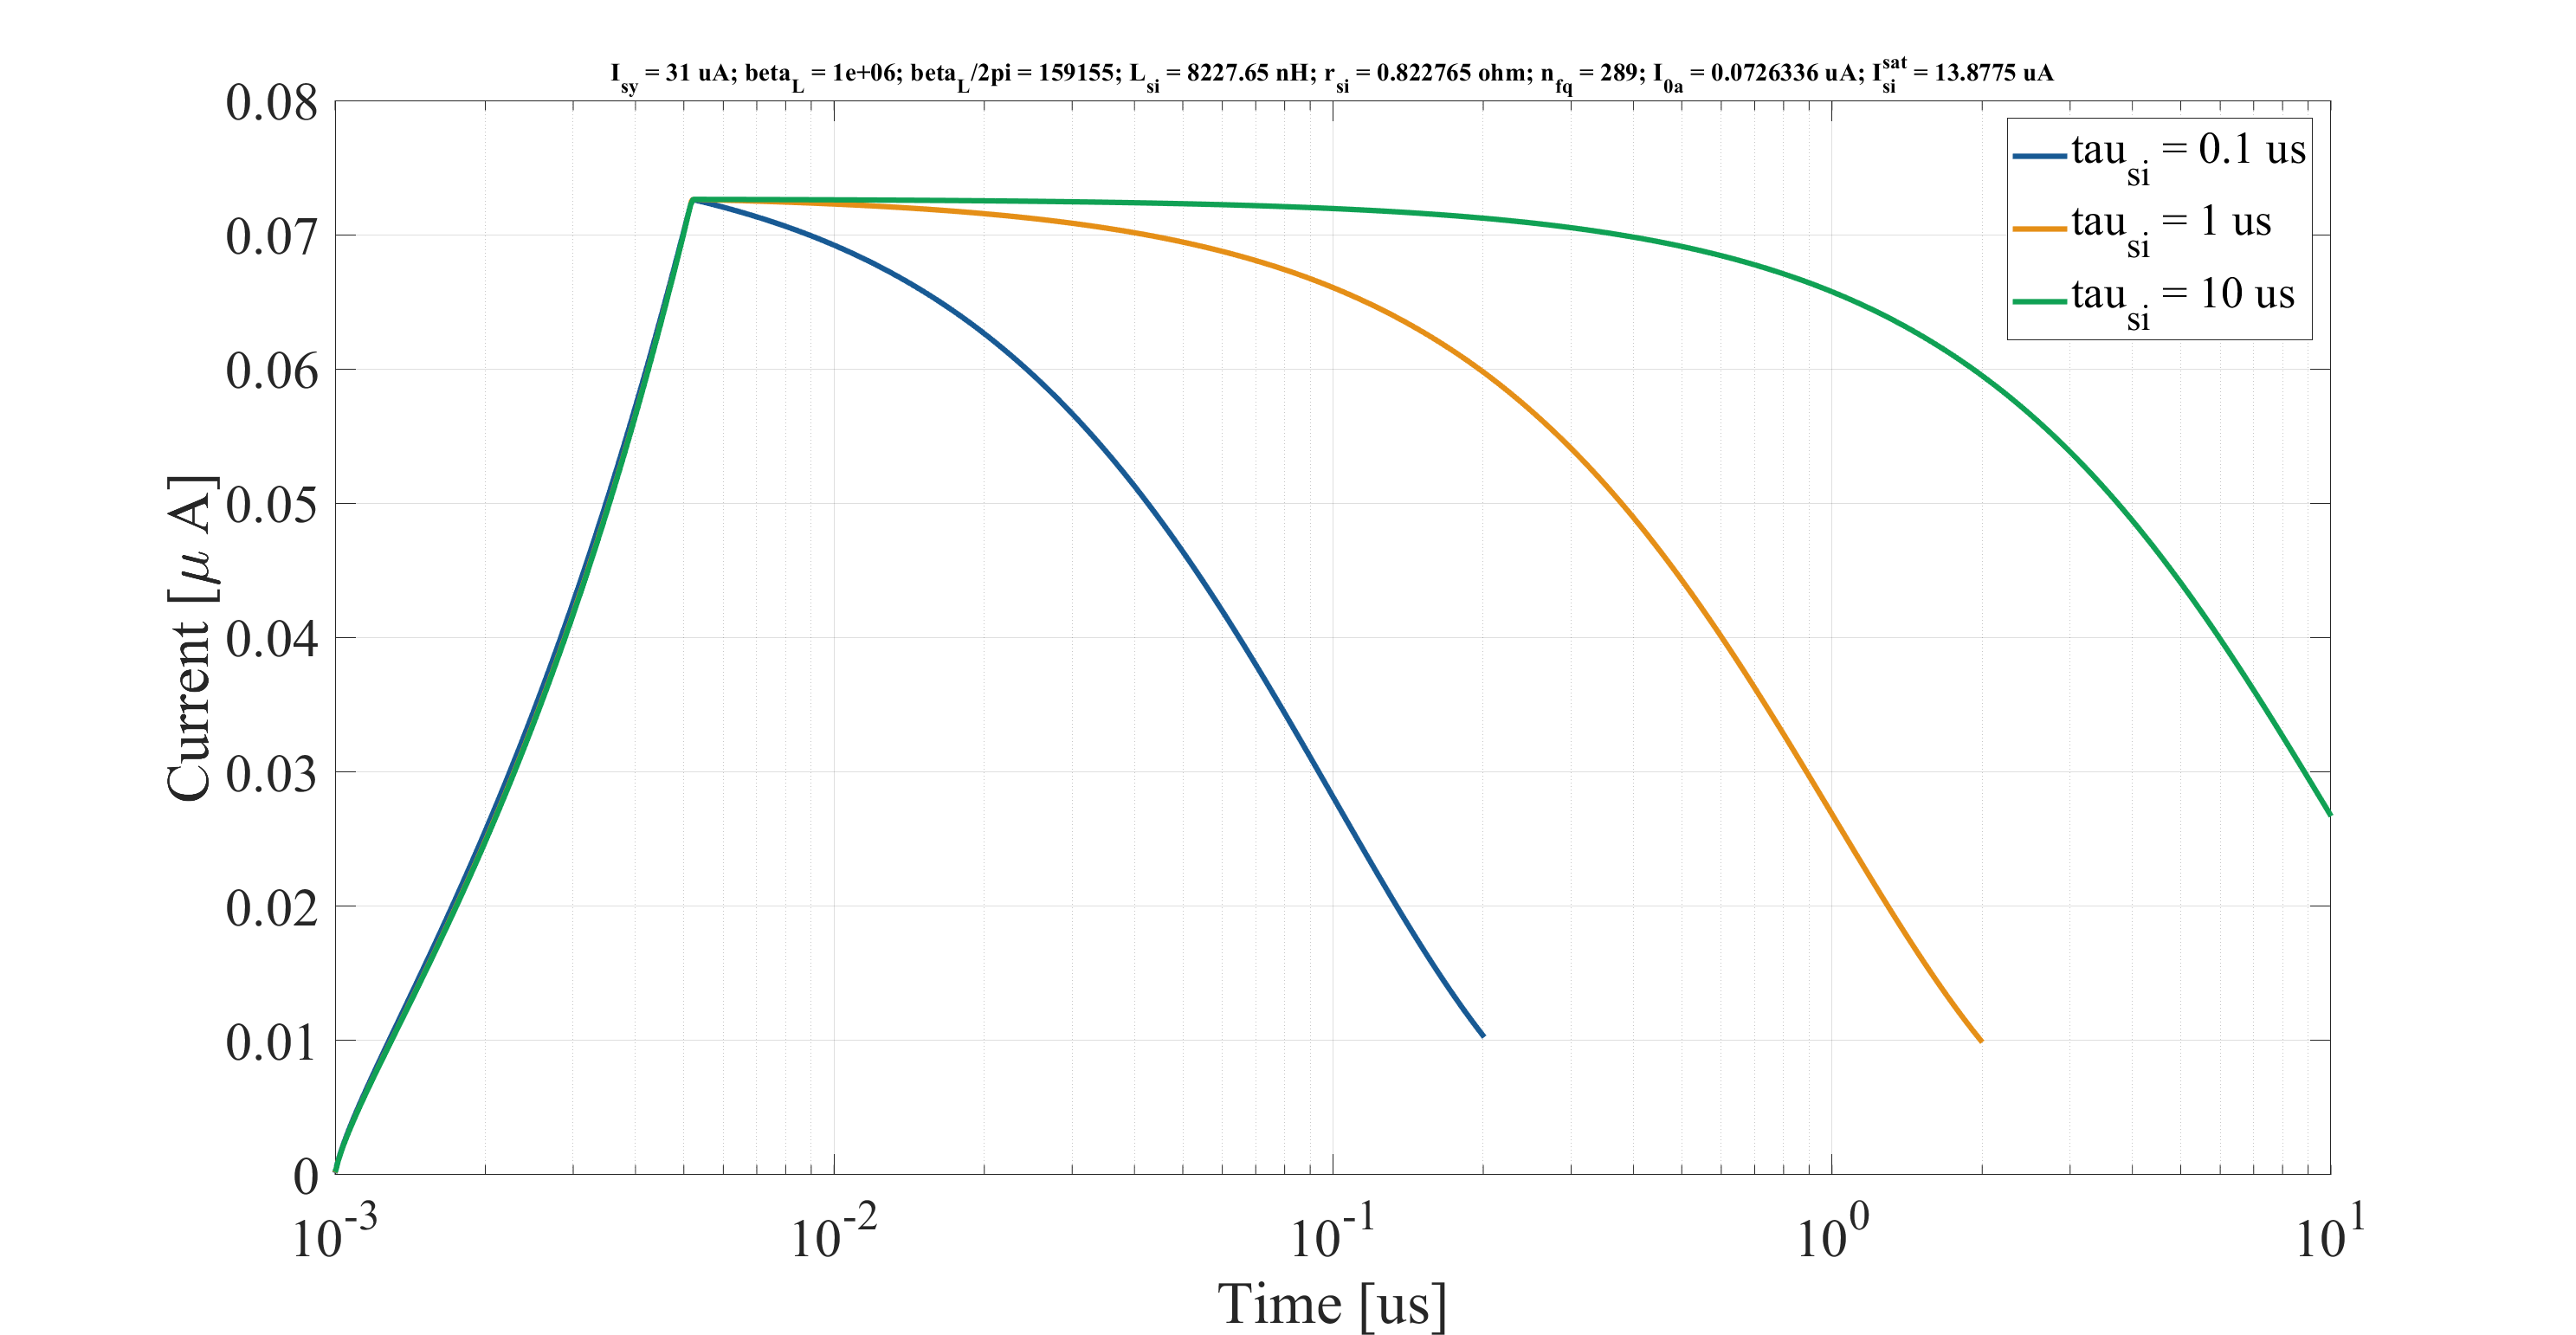 I_sy = 31 uA; beta_L = 1e+06; beta_L/2pi = 159155; L_si = 8227.65 nH; r_si = 0.822765 ohm; n_fq = 289; I_0a = 0.0726336 uA; I_si^sat = 13.8775 uA
0.08
0.07
0.06
0.05
0.04
0.03
0.02
0.01
0
Current [μ A]
tau_si = 0.1 us
tau_si = 1 us
tau_si = 10 us
10^-3 10^-2 10^-1 10^0 10^1
Time [us]